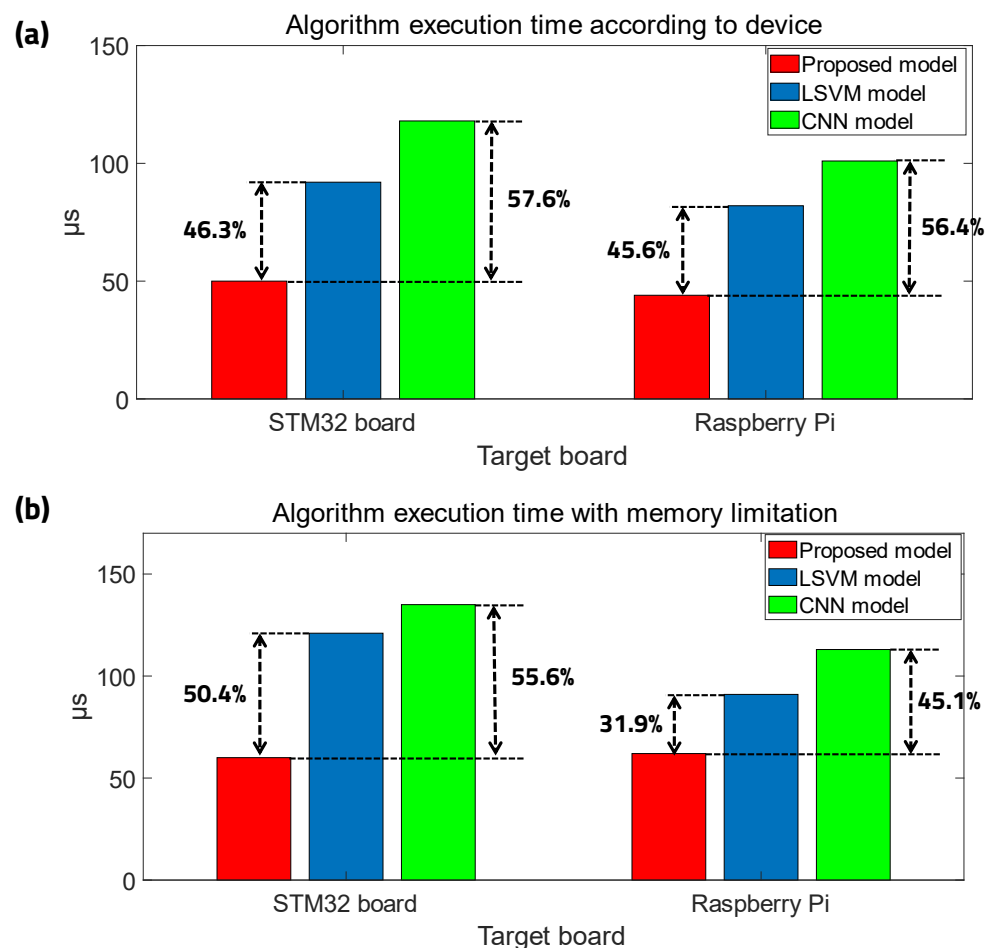 (a)
Algorithm execution time according to device
150
100
50
0
µs
Proposed model
LSVM model
CNN model
46.3%
57.6%
45.6%
56.4%
STM32 board
Raspberry Pi
Target board
(b)
Algorithm execution time with memory limitation
150
100
50
0
µs
Proposed model
LSVM model
CNN model
50.4%
55.6%
31.9%
45.1%
STM32 board
Raspberry Pi
Target board